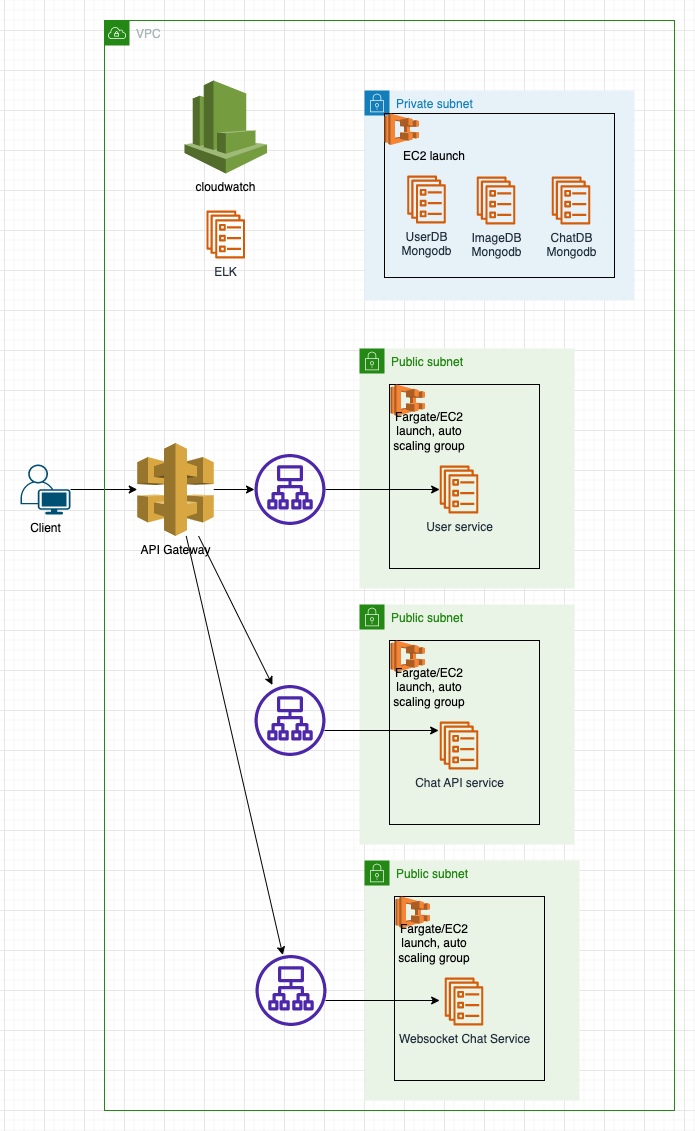 VPC
cloudwatch
ELK
Private subnet
EC2 launch
UserDB
Mongodb
ImageDB
Mongodb
ChatDB
Mongodb
Public subnet
Fargate/EC2
launch, auto
scaling group
User service
Client
API Gateway
Public subnet
Fargate/EC2
launch, auto
scaling group
Chat API service
Public subnet
Fargate/EC2
launch, auto
scaling group
Websocket Chat Service